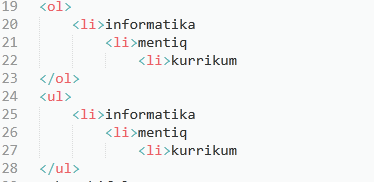 19 <ol>
20 <li>informatika
21 <li>mentiq
22 <li>kurrikum
23 </ol>
24 <ul>
25 <li>informatika
26 <li>mentiq
27 <li>kurrikum
28 </ul>